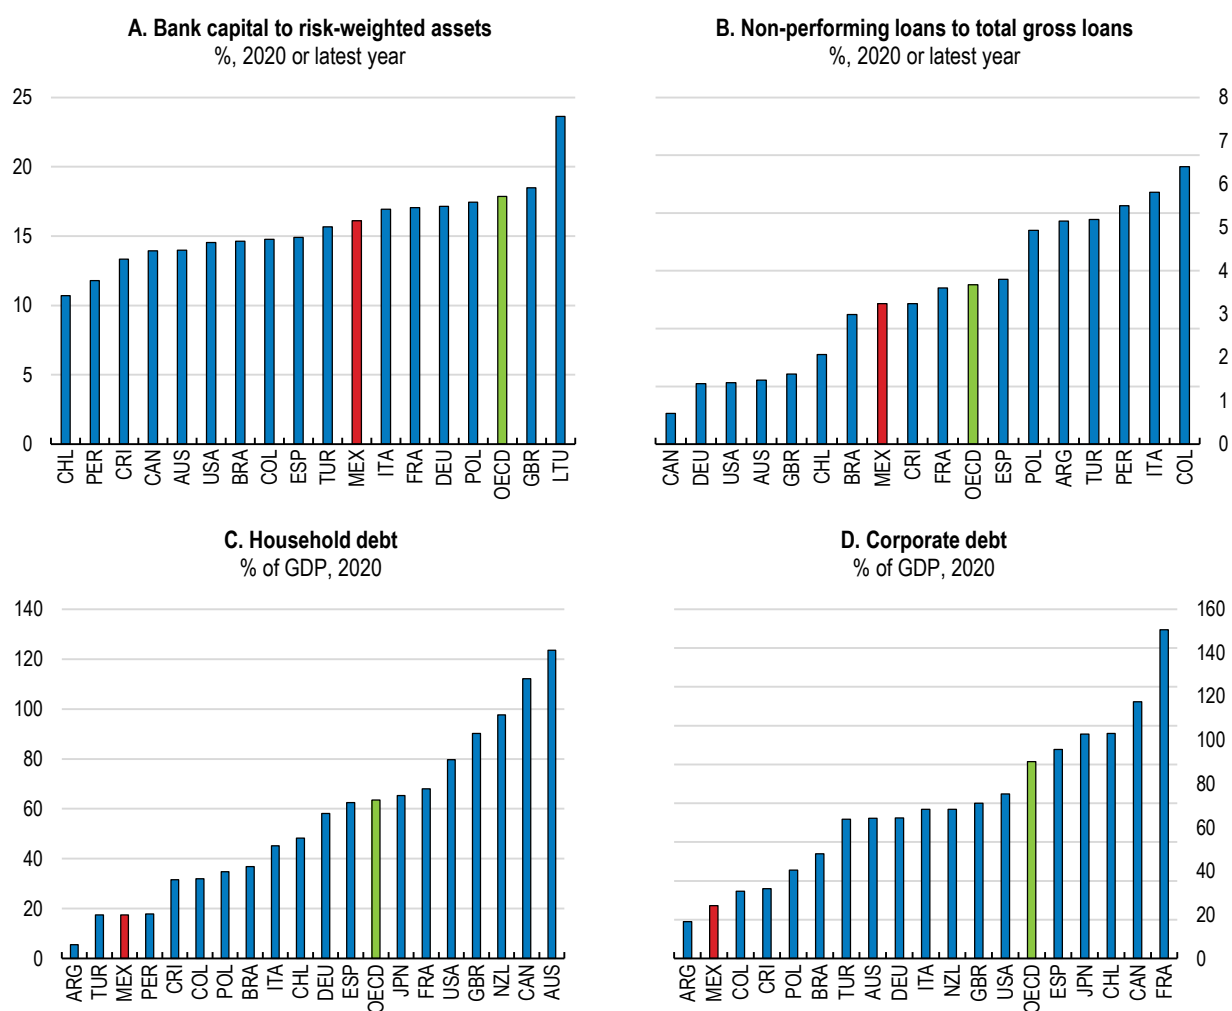 A. Bank capital to risk-weighted assets
%, 2020 or latest year
25
20
15
10
5
0
CHL PER CRI CAN AUS USA BRA COL ESP TUR MEX ITA FRA DEU POL OECD GBR LTU
B. Non-performing loans to total gross loans
%, 2020 or latest year
8
7
6
5
4
3
2
1
0
CAN DEU USA AUS GBR CHL BRA MEX CRI FRA OECD ESP POL ARG TUR PER ITA COL
C. Household debt
% of GDP, 2020
140
120
100
80
60
40
20
0
ARG TUR MEX PER CRI COL POL BRA ITA CHL DEU ESP OECD JPN FRA USA GBR NZL CAN AUS
D. Corporate debt
% of GDP, 2020
160
140
120
100
80
60
40
20
0
ARG MEX COL CRI POL BRA TUR AUS DEU ITA NZL GBR USA OECD ESP JPN CHL CAN FRA